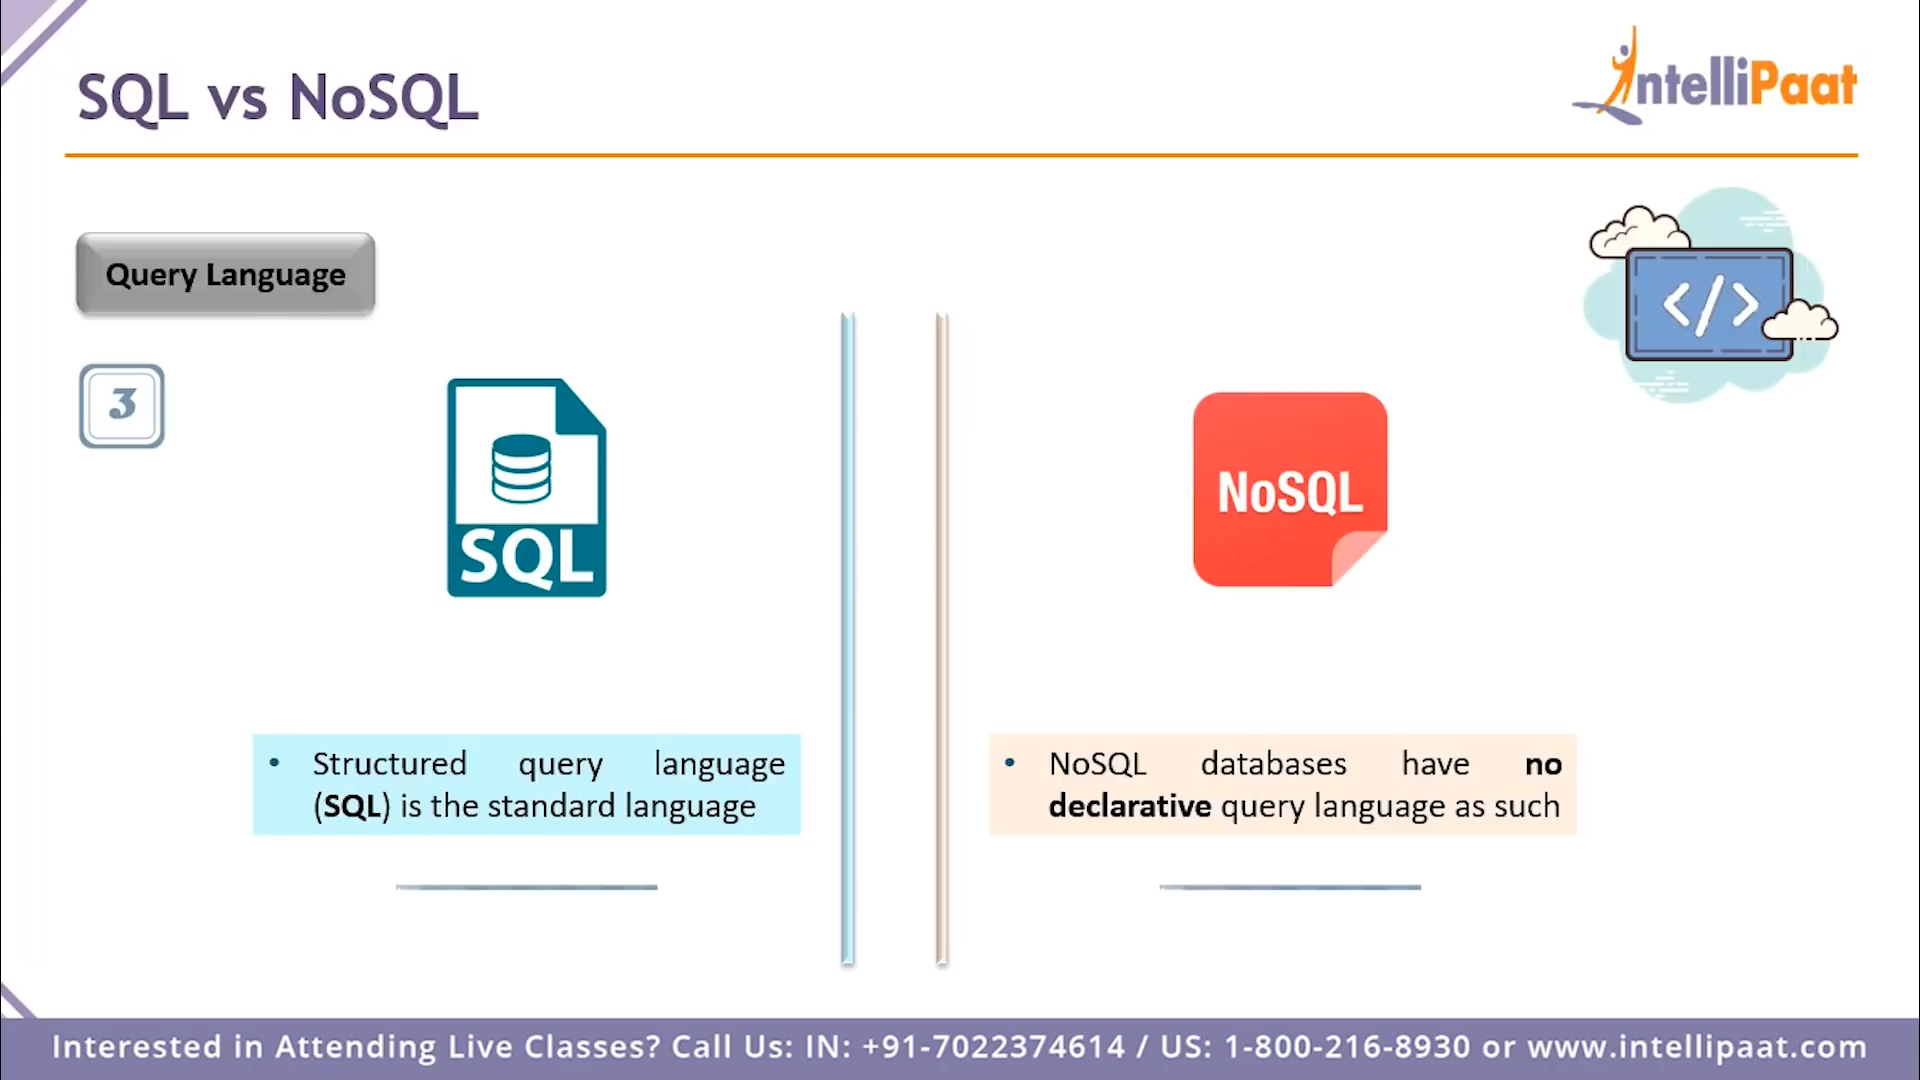 SQL vs NoSQL
IntelliPaat
Query Language
</>
3
SQL
NoSQL
• Structured query language
(SQL) is the standard language
• NoSQL databases have no
declarative query language as such
Interested in Attending Live Classes? Call Us: IN: +91-7022374614 / US: 1-800-216-8930 or www.intellipaat.com